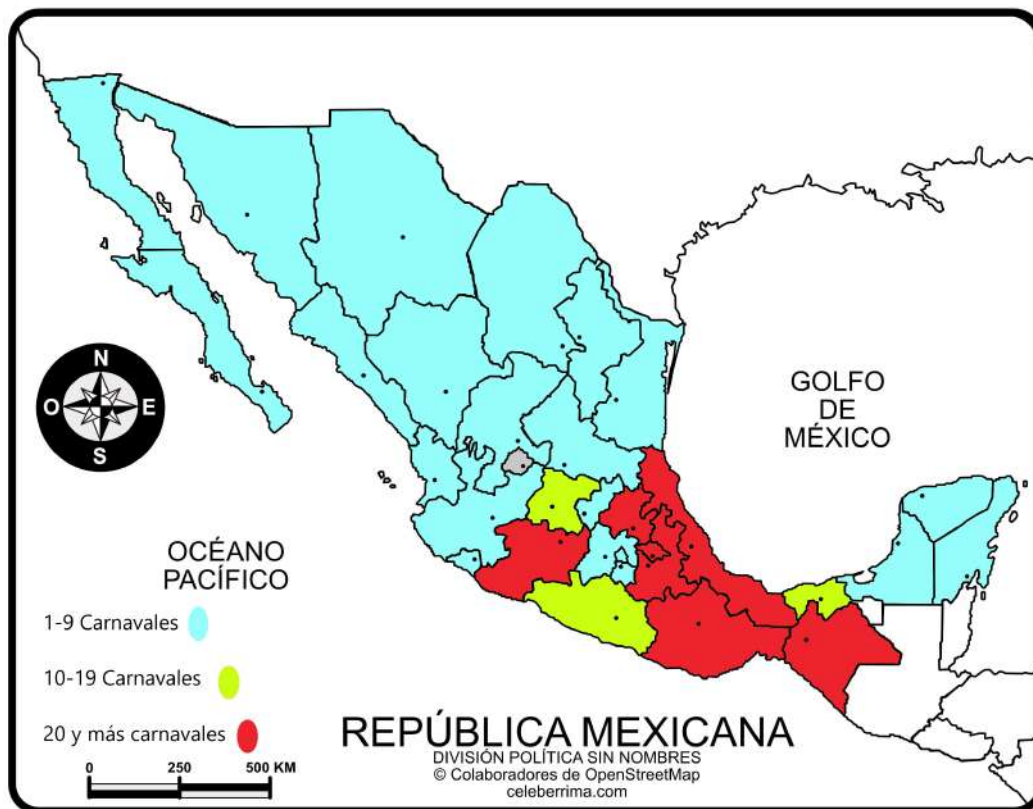 N
O
E
S
GOLFO
DE
MÉXICO
OCÉANO
PACÍFICO
1-9 Carnavales
10-19 Carnavales
20 y más carnavales
0 250 500 KM
REPÚBLICA MEXICANA
DIVISIÓN POLÍTICA SIN NOMBRES
© Colaboradores de OpenStreetMap
celeberrima.com